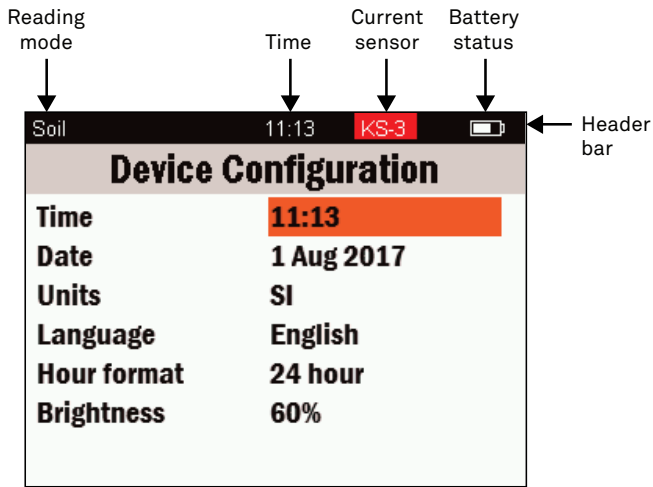 Reading
mode
Time
Current
sensor
Battery
status
Header
bar
Soil 11:13 KS-3
Device Configuration
Time 11:13
Date 1 Aug 2017
Units SI
Language English
Hour format 24 hour
Brightness 60%